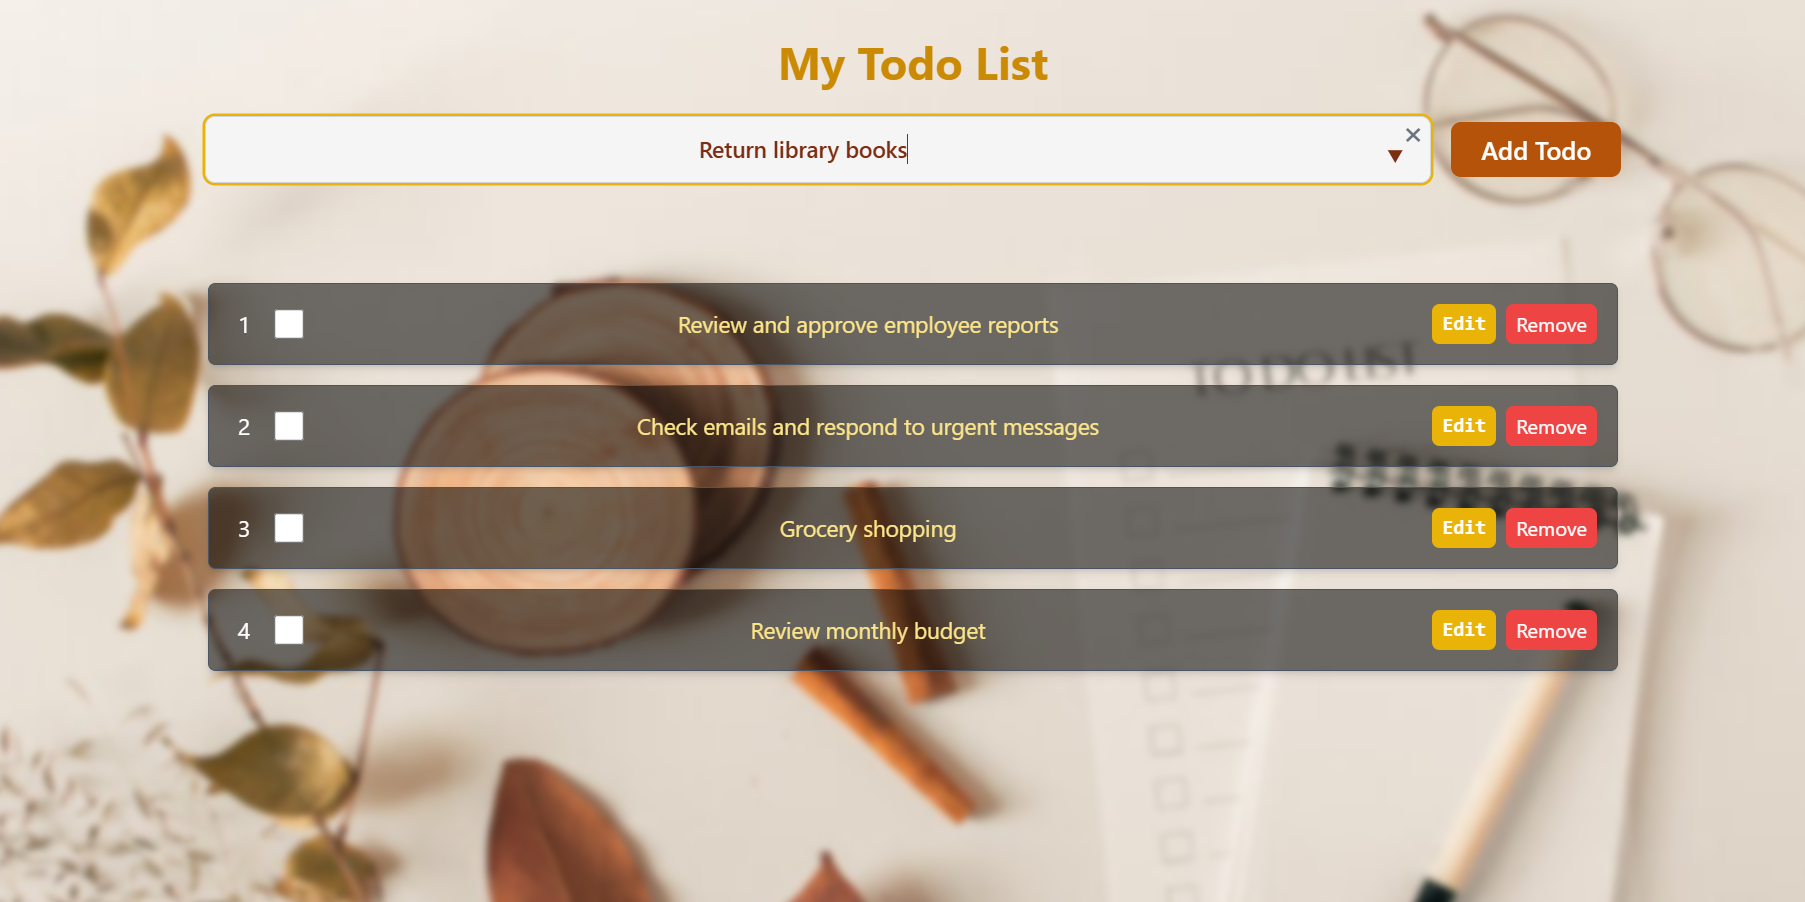 My Todo List
Return library books
Add Todo
1 Review and approve employee reports Edit Remove
TO DO LIST
2 Check emails and respond to urgent messages Edit Remove
3 Grocery shopping Edit Remove
4 Review monthly budget Edit Remove